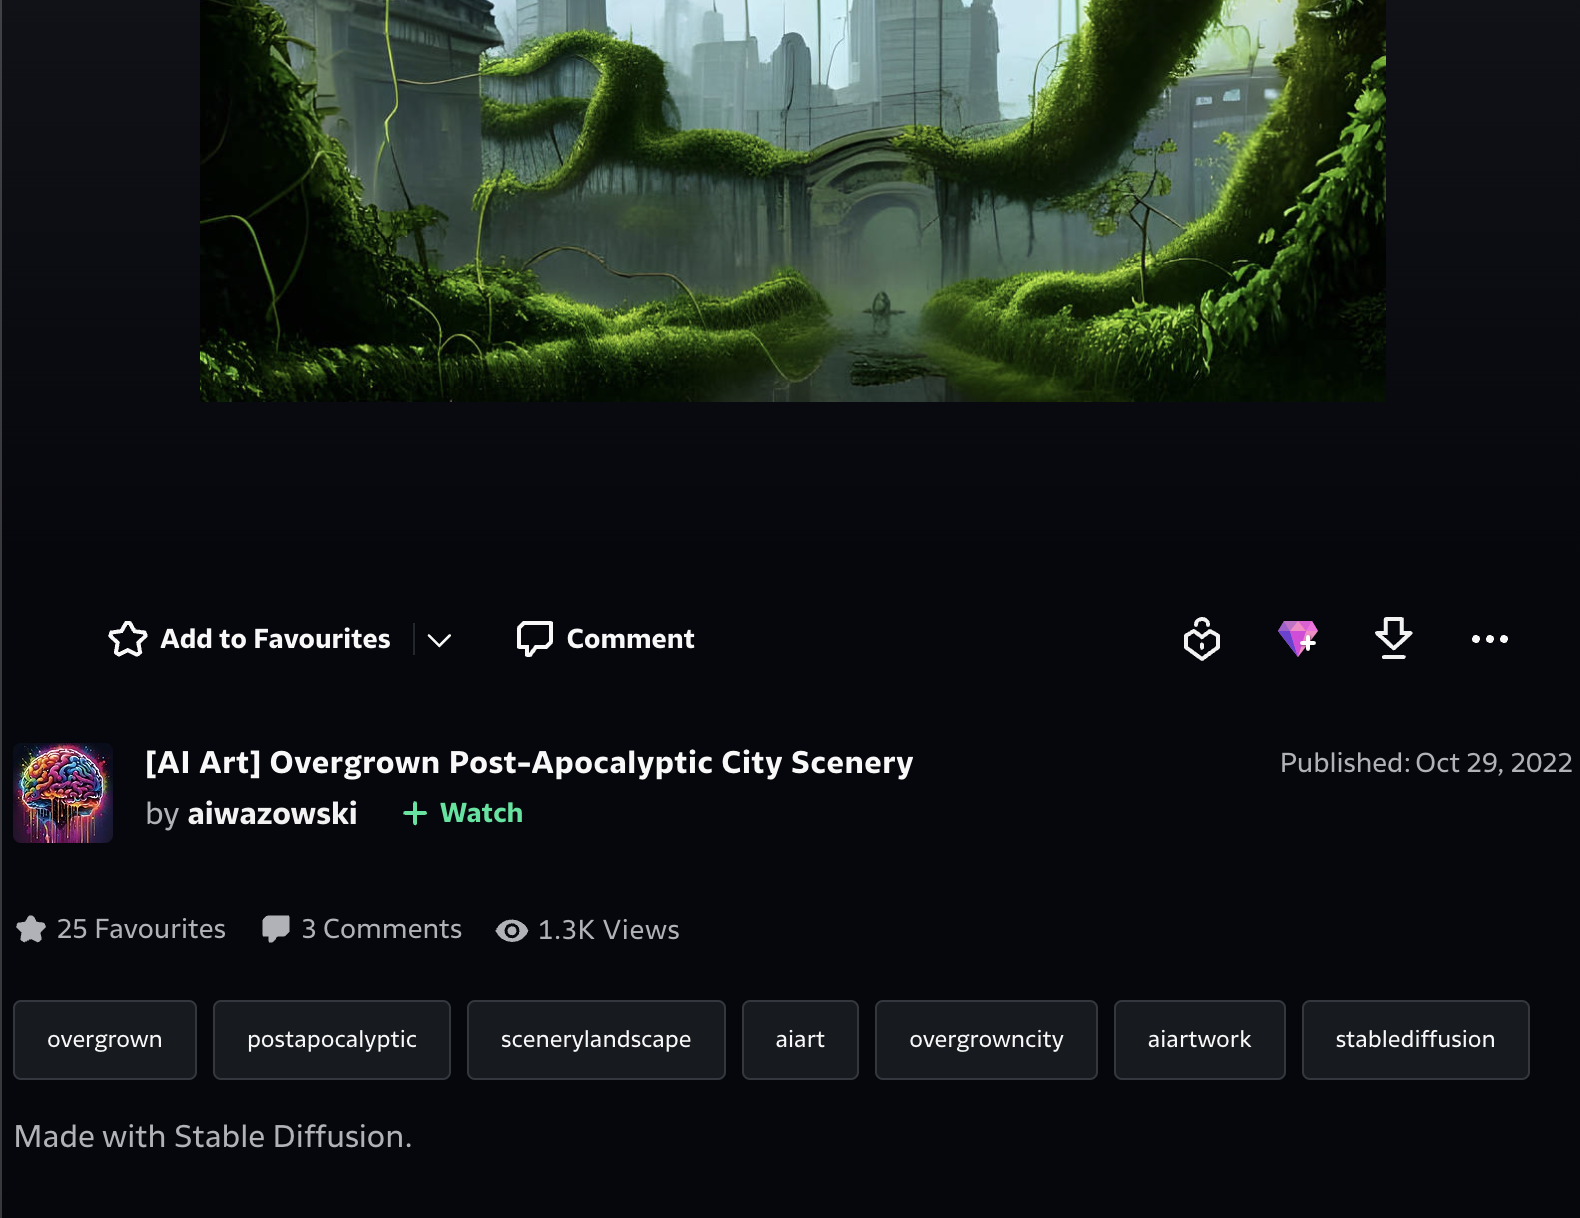 Add to Favourites
Comment
[AI Art] Overgrown Post-Apocalyptic City Scenery
Published: Oct 29, 2022
by aiwazowski + Watch
25 Favourites 3 Comments 1.3K Views
overgrown postapocalyptic scenerylandscape aiart overgrowncity aiartwork stablediffusion
Made with Stable Diffusion.